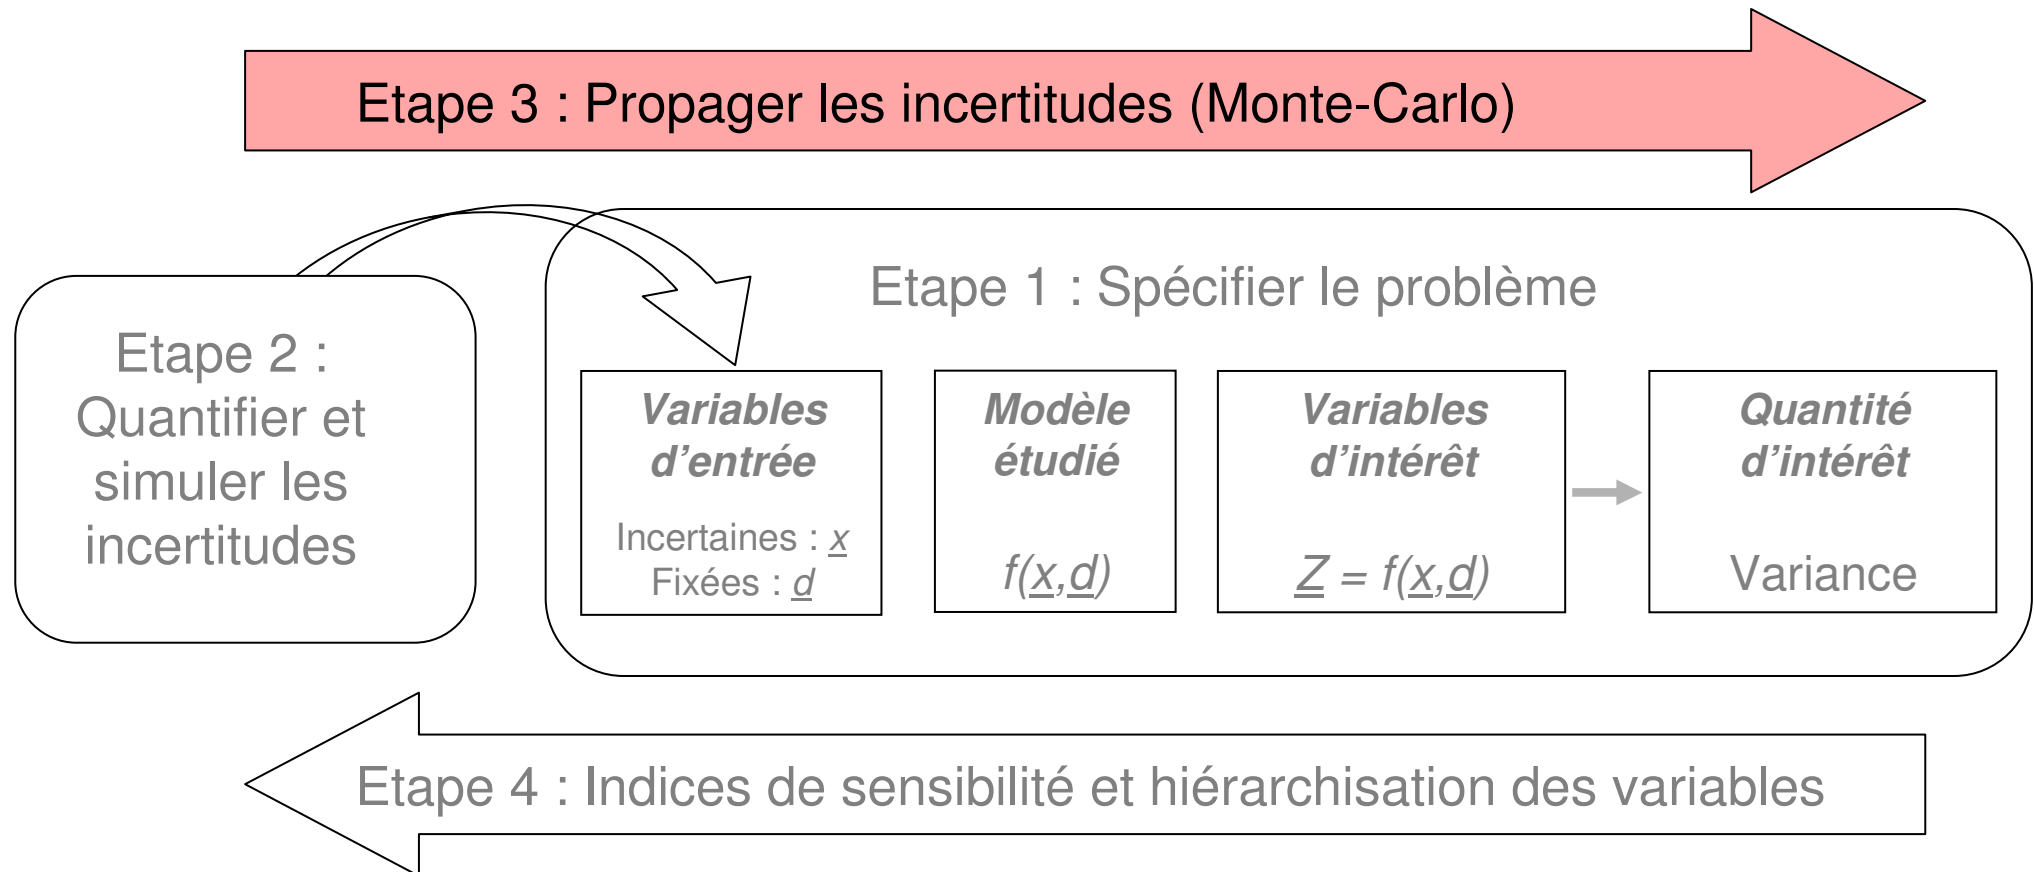 Etape 3 : Propager les incertitudes (Monte-Carlo)
Etape 1 : Spécifier le problème
Etape 2 :
Quantifier et
simuler les
incertitudes
Variables
d'entrée
Incertaines : x
Fixées : d
Modèle
étudié
f(x,d)
Variables
d'intérêt
Z = f(x,d)
Quantité
d'intérêt
Variance
Etape 4 : Indices de sensibilité et hiérarchisation des variables